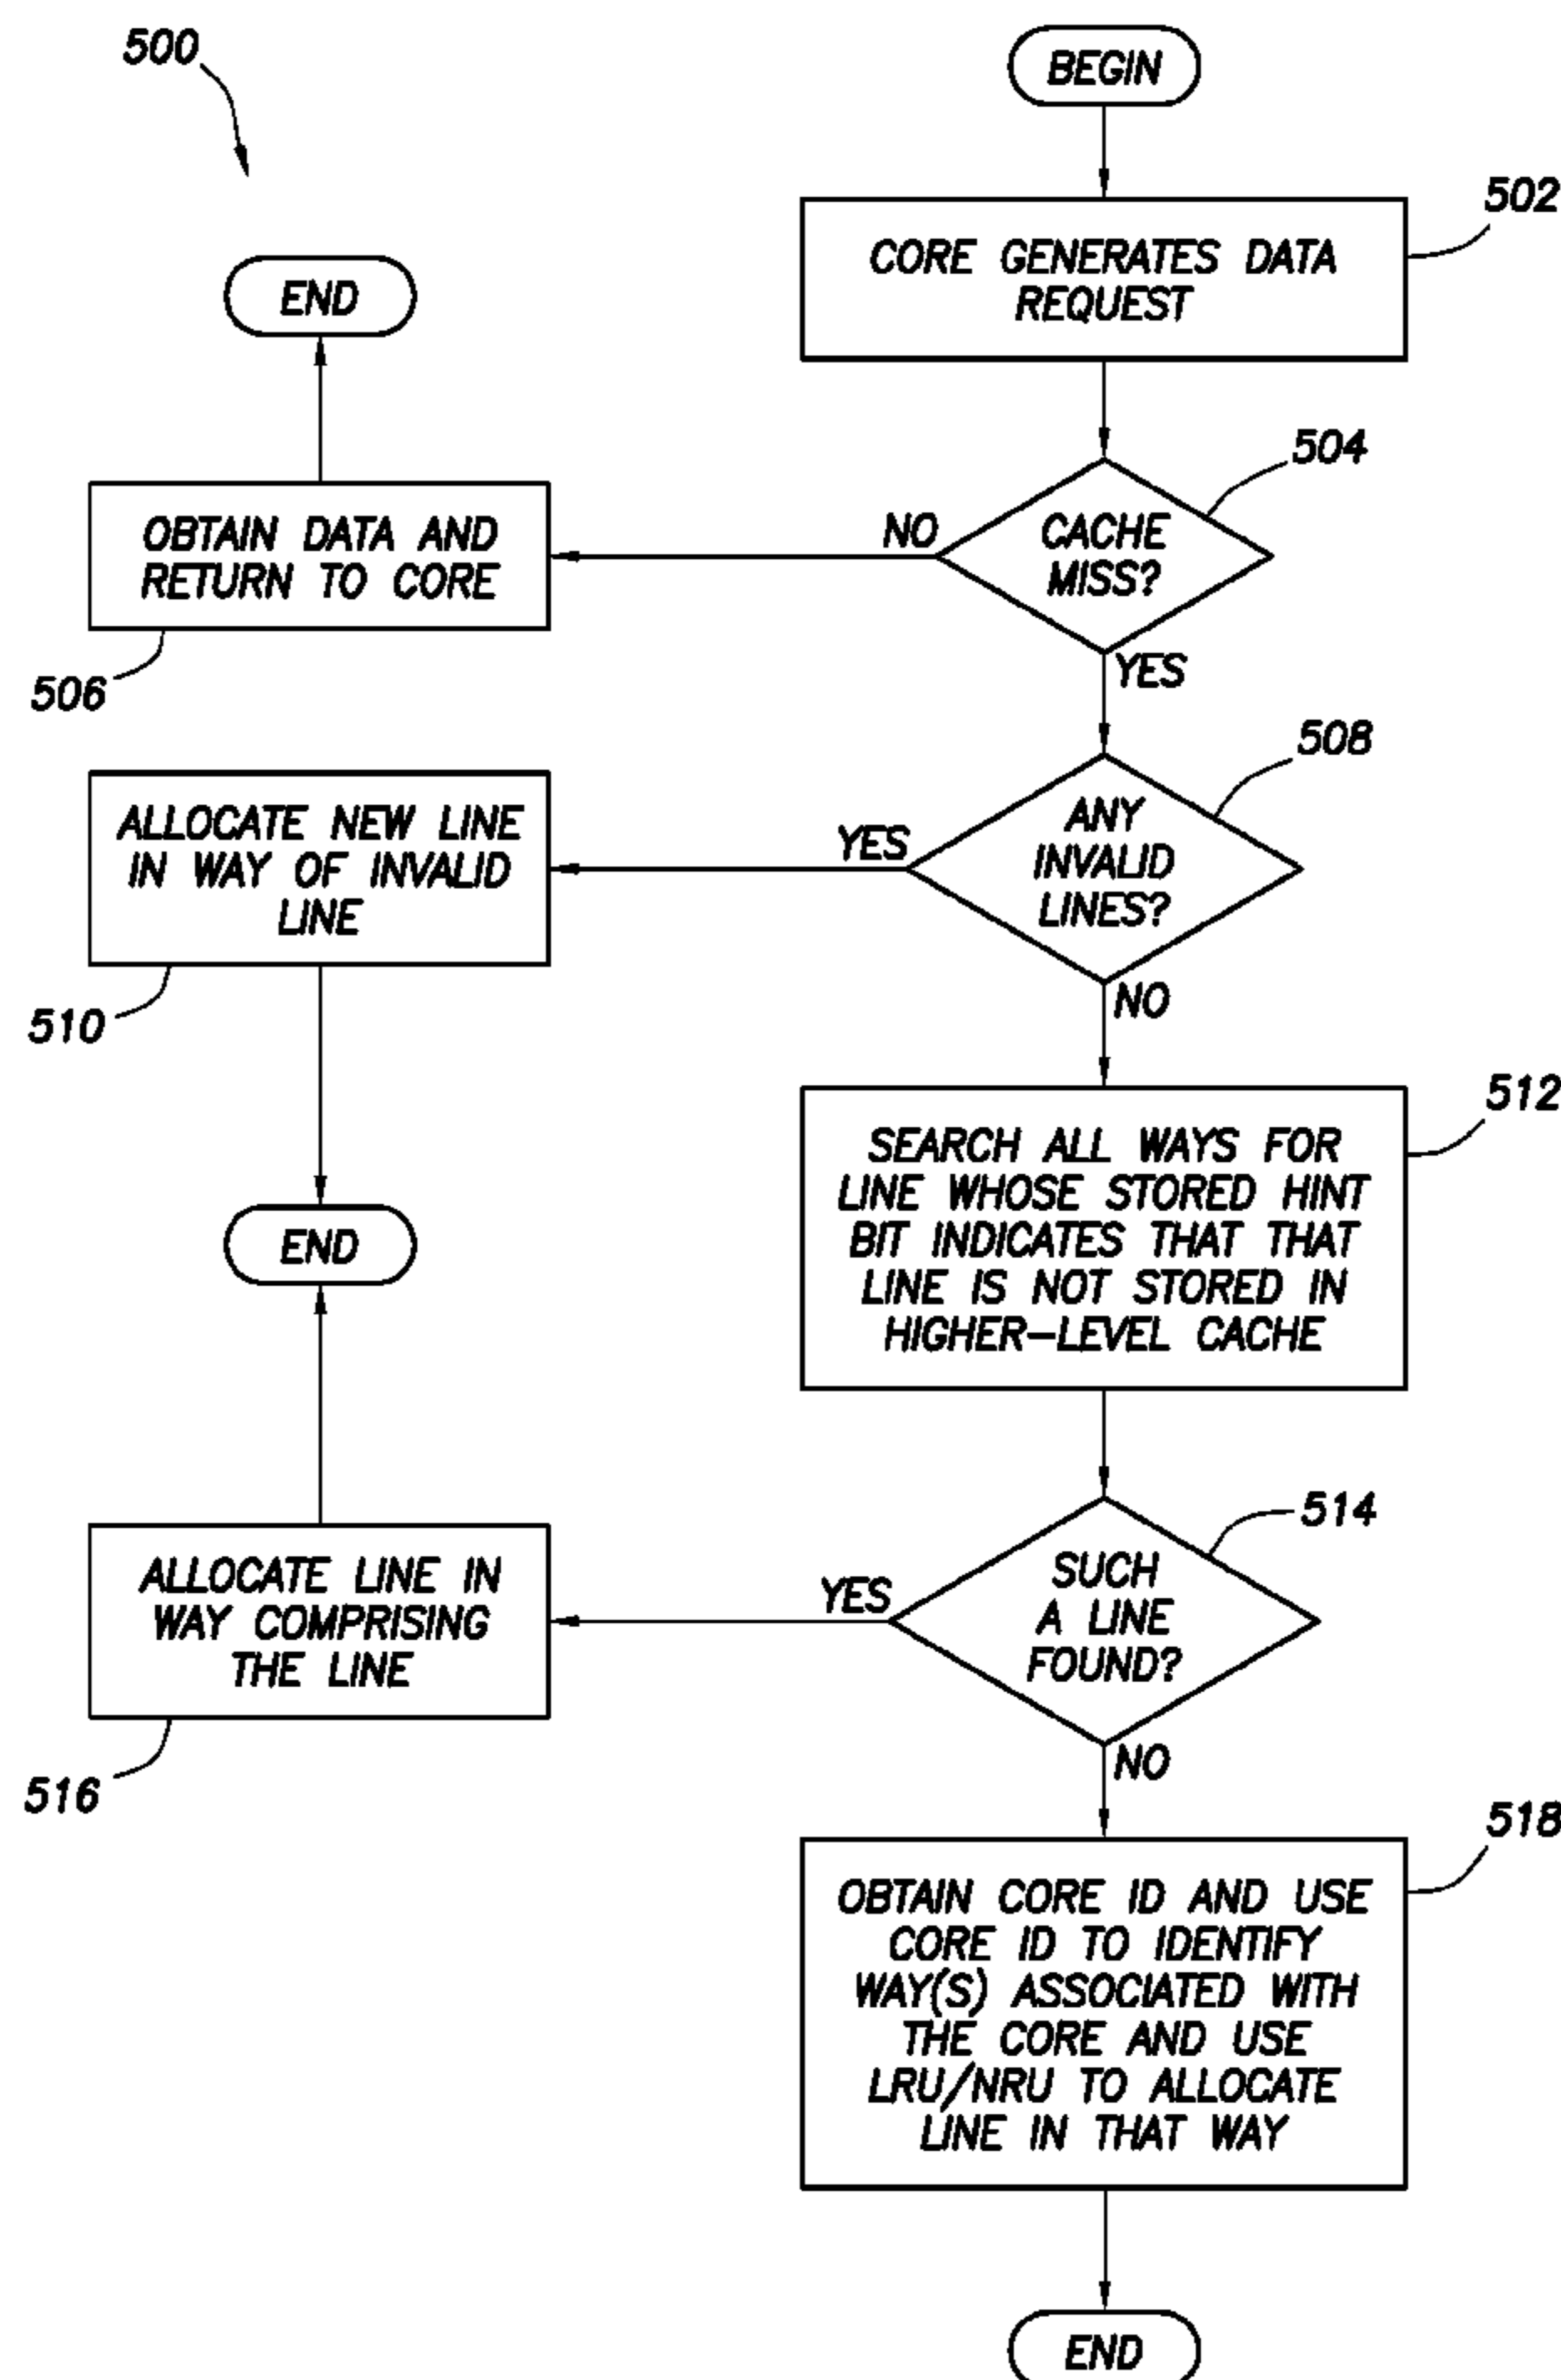 500
BEGIN
502
CORE GENERATES DATA
REQUEST
END
504
CACHE
MISS?
NO
YES
OBTAIN DATA AND
RETURN TO CORE
506
508
ANY
INVALID
LINES?
YES
NO
ALLOCATE NEW LINE
IN WAY OF INVALID
LINE
510
END
512
SEARCH ALL WAYS FOR
LINE WHOSE STORED HINT
BIT INDICATES THAT THAT
LINE IS NOT STORED IN
HIGHER-LEVEL CACHE
514
SUCH
A LINE
FOUND?
YES
NO
ALLOCATE LINE IN
WAY COMPRISING
THE LINE
516
518
OBTAIN CORE ID AND USE
CORE ID TO IDENTIFY
WAY(S) ASSOCIATED WITH
THE CORE AND USE
LRU/NRU TO ALLOCATE
LINE IN THAT WAY
END